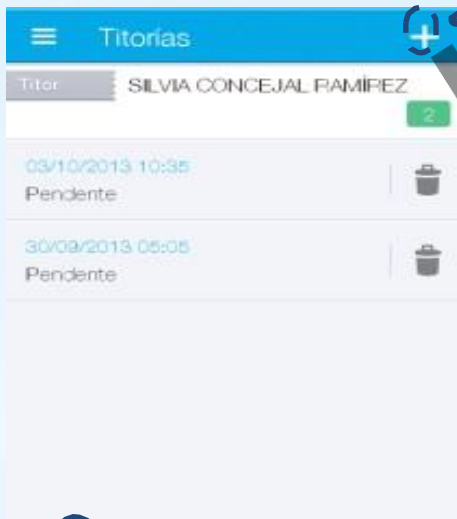 Titorías
Titor SILVIA CONCEJAL RAMÍREZ
2
03/10/2013 10:35
Pendente
30/09/2013 05:05
Pendente